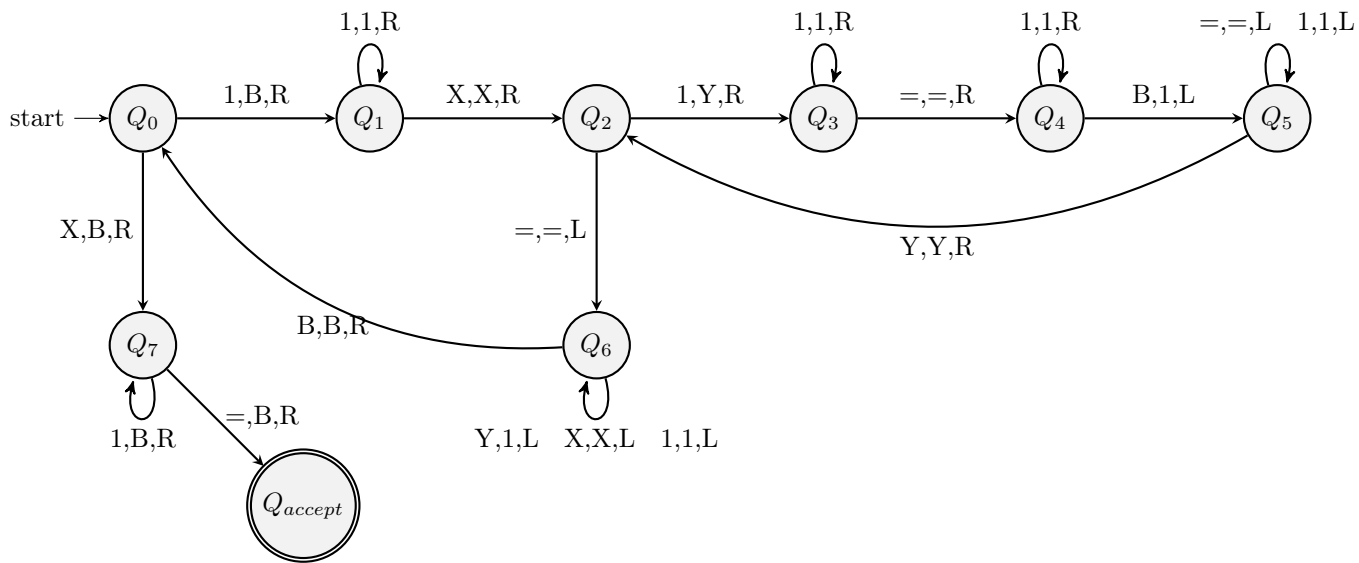 1,1,R 1,1,R 1,1,R =,=,L 1,1,L
1,B,R X,X,R 1,Y,R =,=,R B,1,L
start Q0 Q1 Q2 Q3 Q4 Q5
X,B,R =,=,L Y,Y,R
B,B,R
Q7 Q6
=,B,R
1,B,R Y,1,L X,X,L 1,1,L
Qaccept